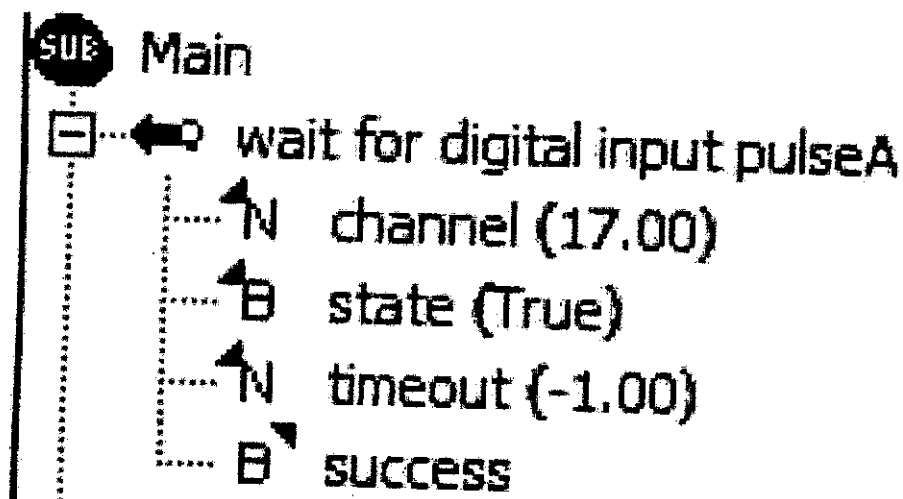 SUB Main
wait for digital input pulseA
N channel (17.00)
B state (True)
N timeout (-1.00)
B success